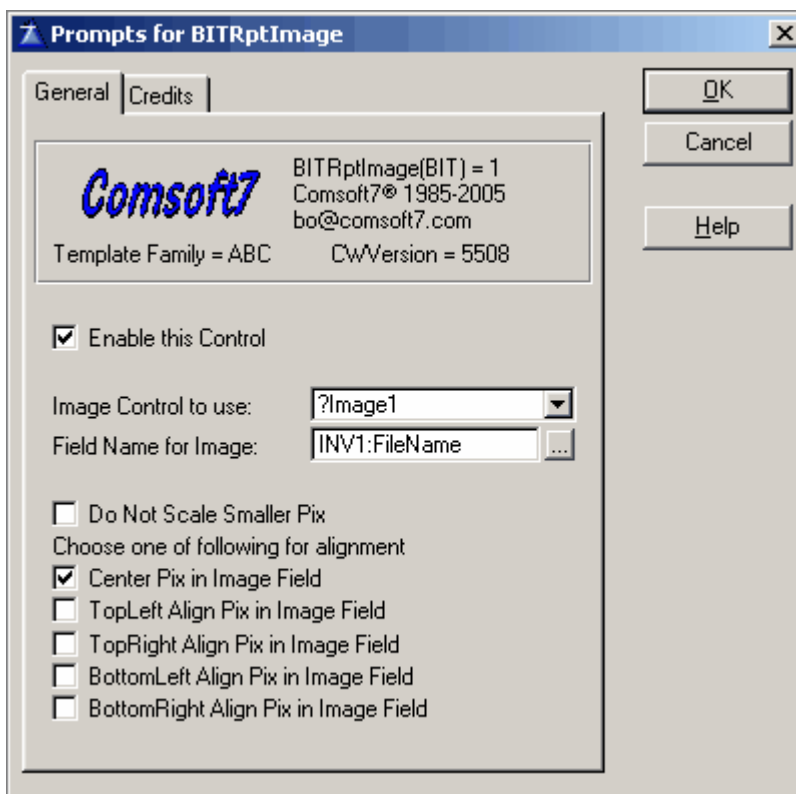 Prompts for BITRptImage
General
Credits
OK
Cancel
Help
Comsoft7
BITRptImage(BIT) = 1
Comsoft7® 1985-2005
bo@comsoft7.com
Template Family = ABC
CWVersion = 5508
Enable this Control
Image Control to use:
?Image1
Field Name for Image:
INV1:FileName
...
Do Not Scale Smaller Pix
Choose one of following for alignment
Center Pix in Image Field
TopLeft Align Pix in Image Field
TopRight Align Pix in Image Field
BottomLeft Align Pix in Image Field
BottomRight Align Pix in Image Field